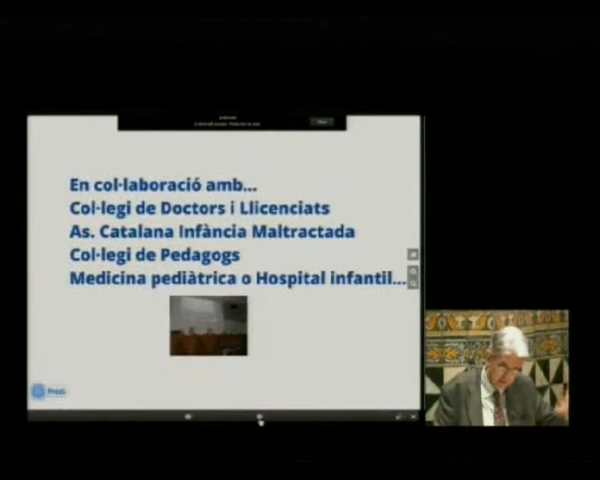 En col·laboració amb...
Col·legi de Doctors i Llicenciats
As. Catalana Infància Maltractada
Col·legi de Pedagogs
Medicina pediàtrica o Hospital infantil...
Prezi